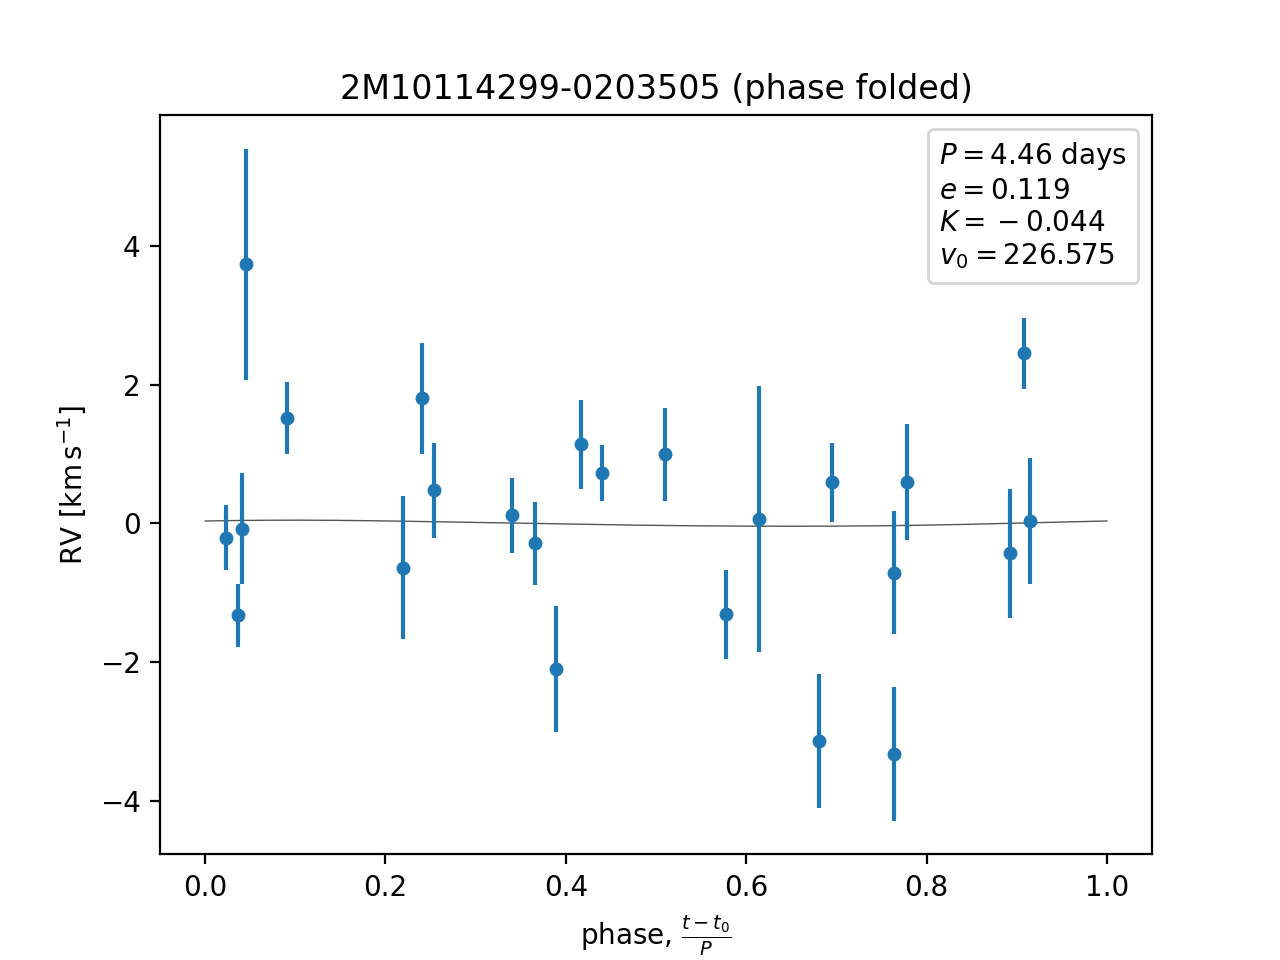 2M10114299-0203505 (phase folded)
P = 4.46 days
e = 0.119
K = −0.044
v₀ = 226.575
RV [km s⁻¹]
4
2
0
−2
−4
0.0 0.2 0.4 0.6 0.8 1.0
phase, (t − t₀)/P